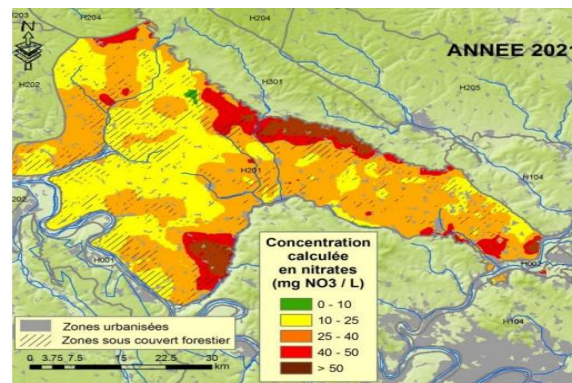 H203
H204
H204
N
ANNEE 2021
H202
H301
H205
H201
H104
H001
H007
H104
Concentration
calculée
en nitrates
(mg NO3 / L)
0 - 10
10 - 25
25 - 40
40 - 50
> 50
Zones urbanisées
Zones sous couvert forestier
0 3.75 7.5 15 22.5 30
km